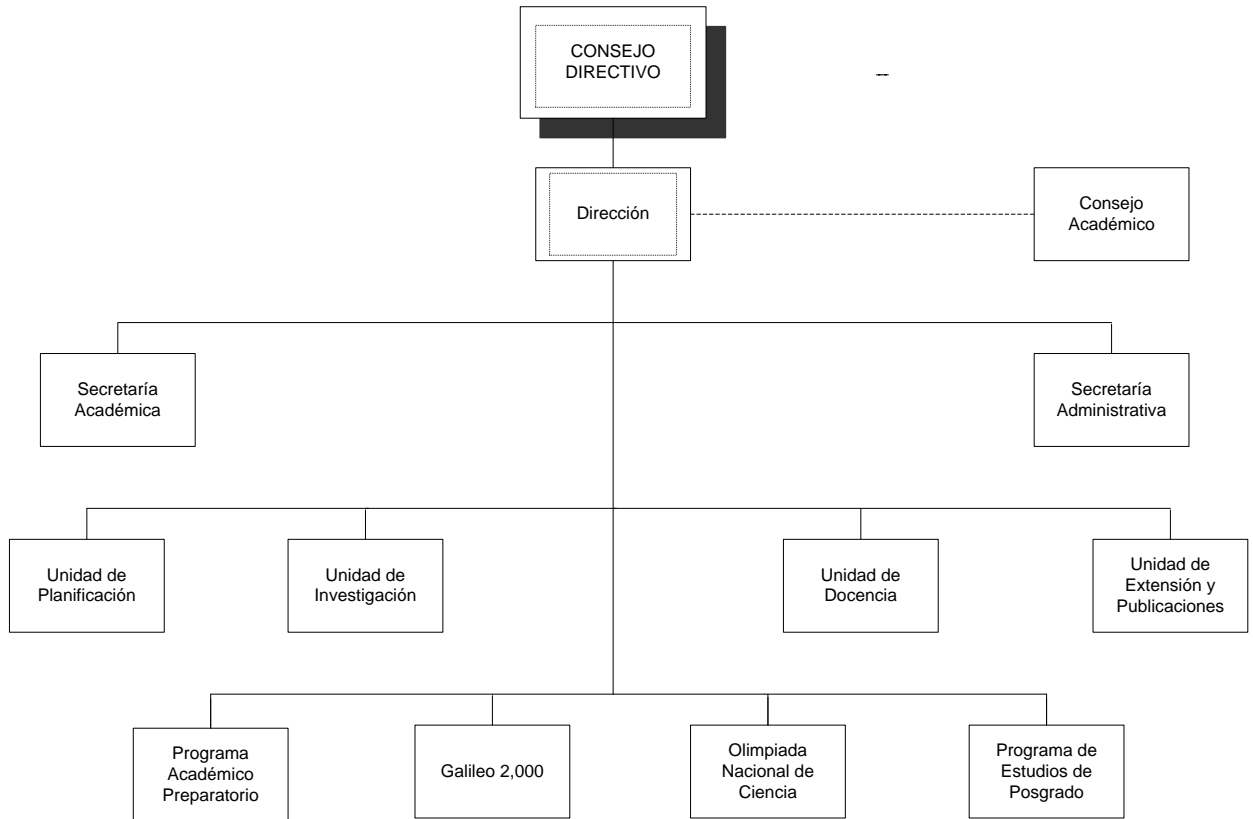 CONSEJO
DIRECTIVO
Dirección
Consejo
Académico
Secretaría
Académica
Secretaría
Administrativa
Unidad de
Planificación
Unidad de
Investigación
Unidad de
Docencia
Unidad de
Extensión y
Publicaciones
Programa
Académico
Preparatorio
Galileo 2,000
Olimpiada
Nacional de
Ciencia
Programa de
Estudios de
Posgrado